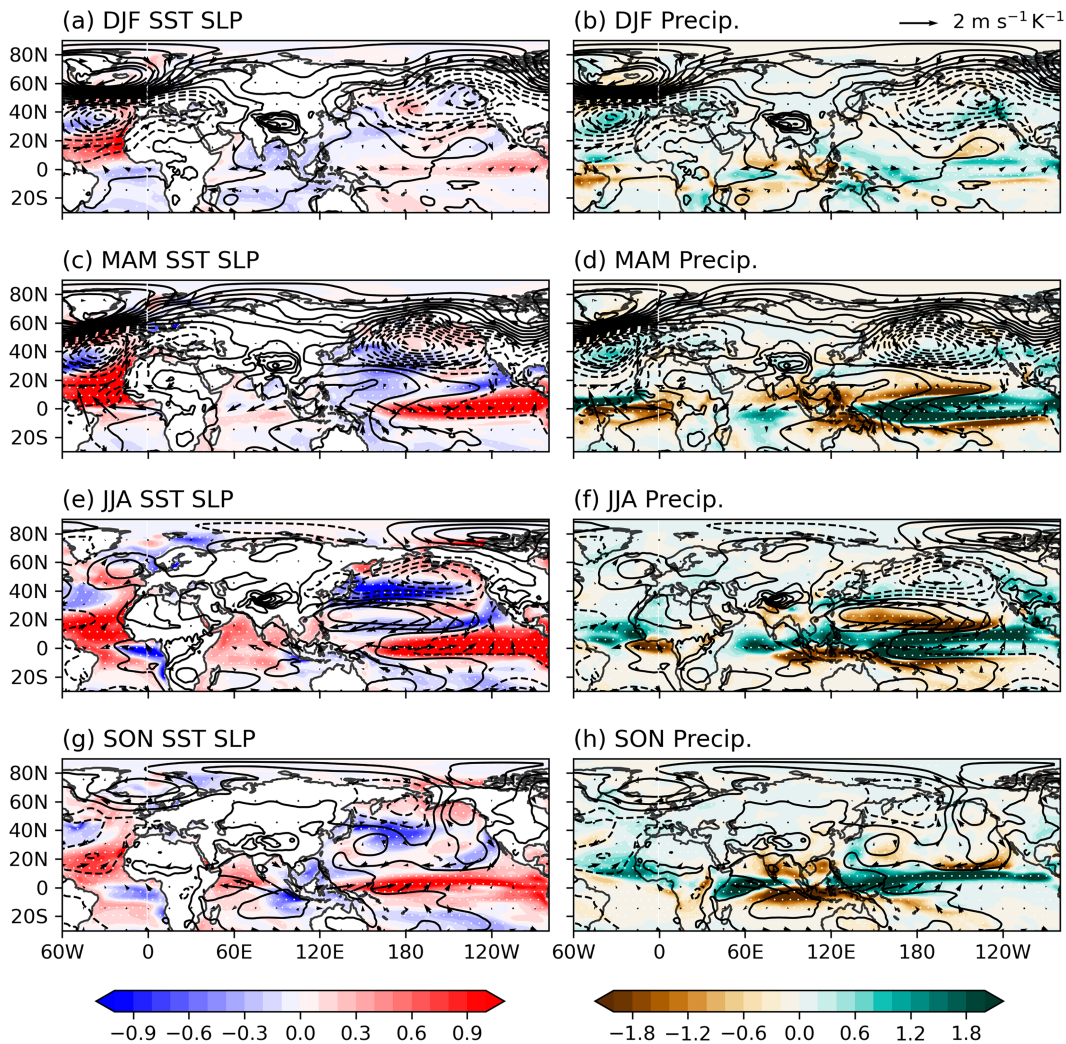 (a) DJF SST SLP
(b) DJF Precip.
2 m s⁻¹ K⁻¹
80N
60N
40N
20N
0
20S
(c) MAM SST SLP
(d) MAM Precip.
80N
60N
40N
20N
0
20S
(e) JJA SST SLP
(f) JJA Precip.
80N
60N
40N
20N
0
20S
(g) SON SST SLP
(h) SON Precip.
80N
60N
40N
20N
0
20S
60W 0 60E 120E 180 120W
60W 0 60E 120E 180 120W
−0.9 −0.6 −0.3 0.0 0.3 0.6 0.9
−1.8 −1.2 −0.6 0.0 0.6 1.2 1.8